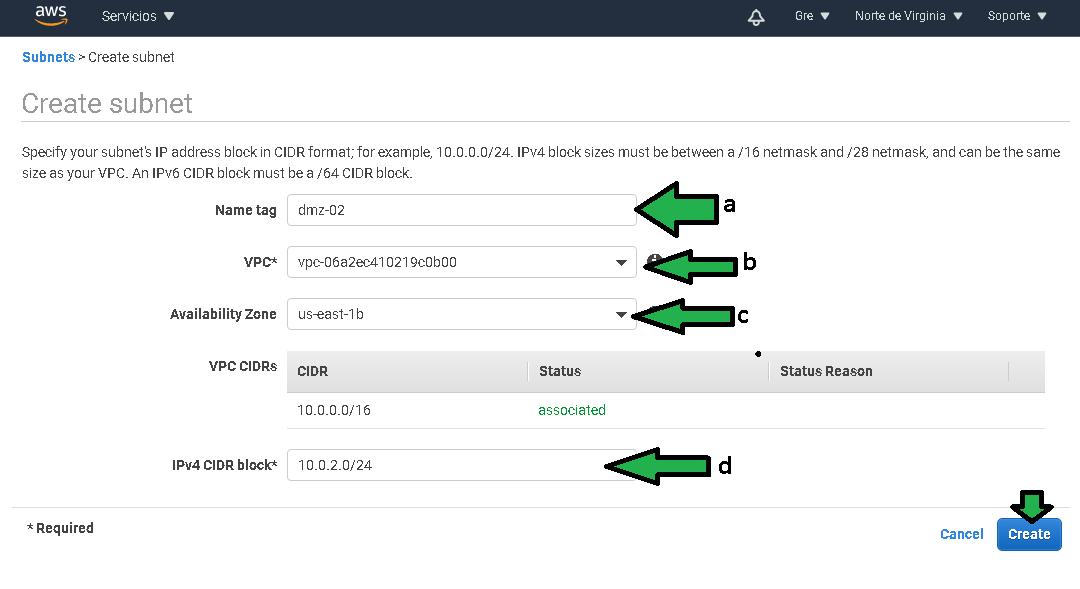 aws Servicios Gre Norte de Virginia Soporte
Subnets > Create subnet
Create subnet
Specify your subnet's IP address block in CIDR format; for example, 10.0.0.0/24. IPv4 block sizes must be between a /16 netmask and /28 netmask, and can be the same
size as your VPC. An IPv6 CIDR block must be a /64 CIDR block.
Name tag dmz-02 a
VPC* vpc-06a2ec410219c0b00 b
Availability Zone us-east-1b c
VPC CIDRs CIDR Status Status Reason
10.0.0.0/16 associated
IPv4 CIDR block* 10.0.2.0/24 d
* Required
Cancel Create